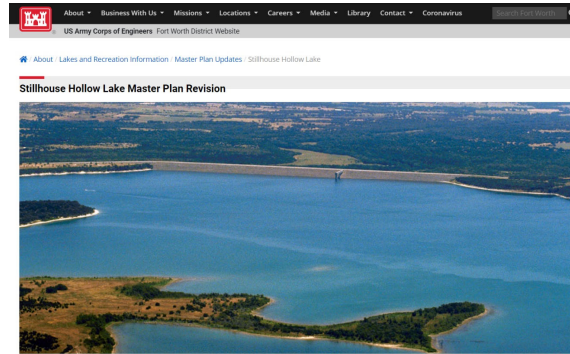 About Business With Us Missions Locations Careers Media Library Contact Coronavirus Search Fort Worth
US Army Corps of Engineers Fort Worth District Website
About / Lakes and Recreation Information / Master Plan Updates / Stillhouse Hollow Lake
Stillhouse Hollow Lake Master Plan Revision